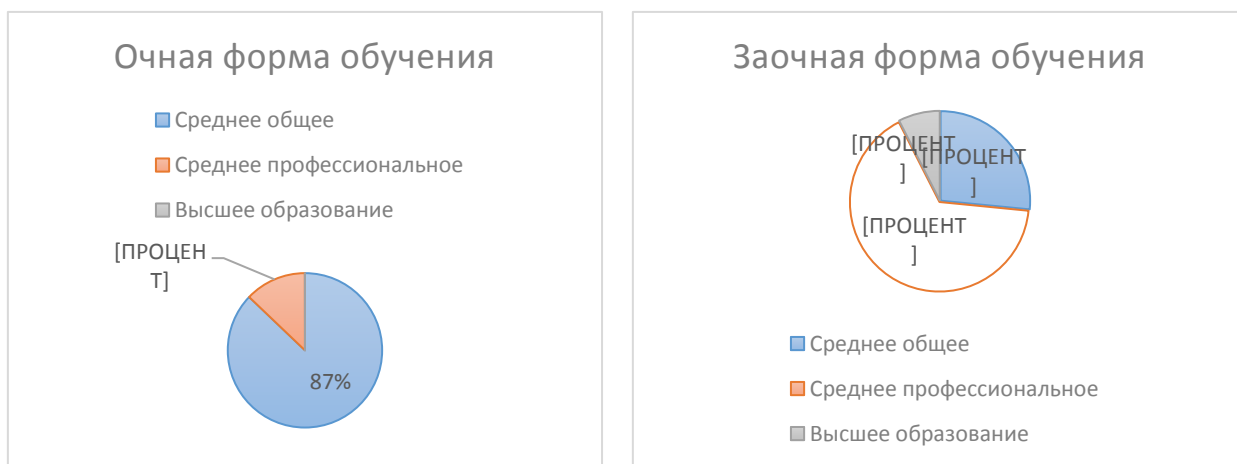 Очная форма обучения
Среднее общее
Среднее профессиональное
Высшее образование
[ПРОЦЕН
Т]
87%
Заочная форма обучения
[ПРОЦЕНТ
]
[ПРОЦЕНТ
]
[ПРОЦЕНТ
]
Среднее общее
Среднее профессиональное
Высшее образование